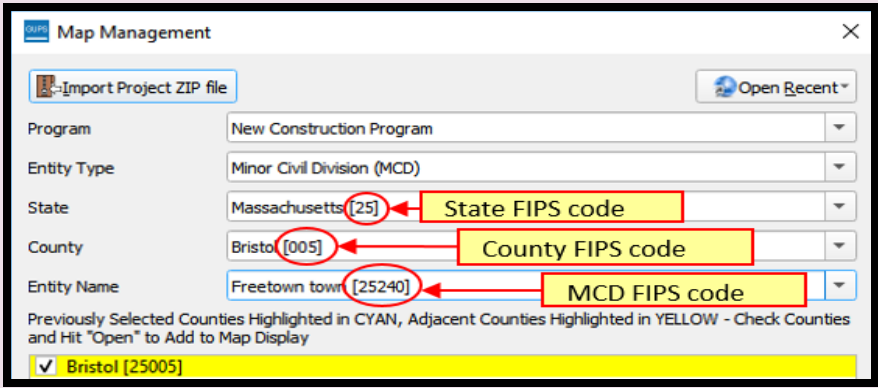 GUPS Map Management
Import Project ZIP file
Open Recent
Program New Construction Program
Entity Type Minor Civil Division (MCD)
State Massachusetts [25] State FIPS code
County Bristol [005] County FIPS code
Entity Name Freetown town [25240] MCD FIPS code
Previously Selected Counties Highlighted in CYAN, Adjacent Counties Highlighted in YELLOW - Check Counties
and Hit "Open" to Add to Map Display
Bristol [25005]